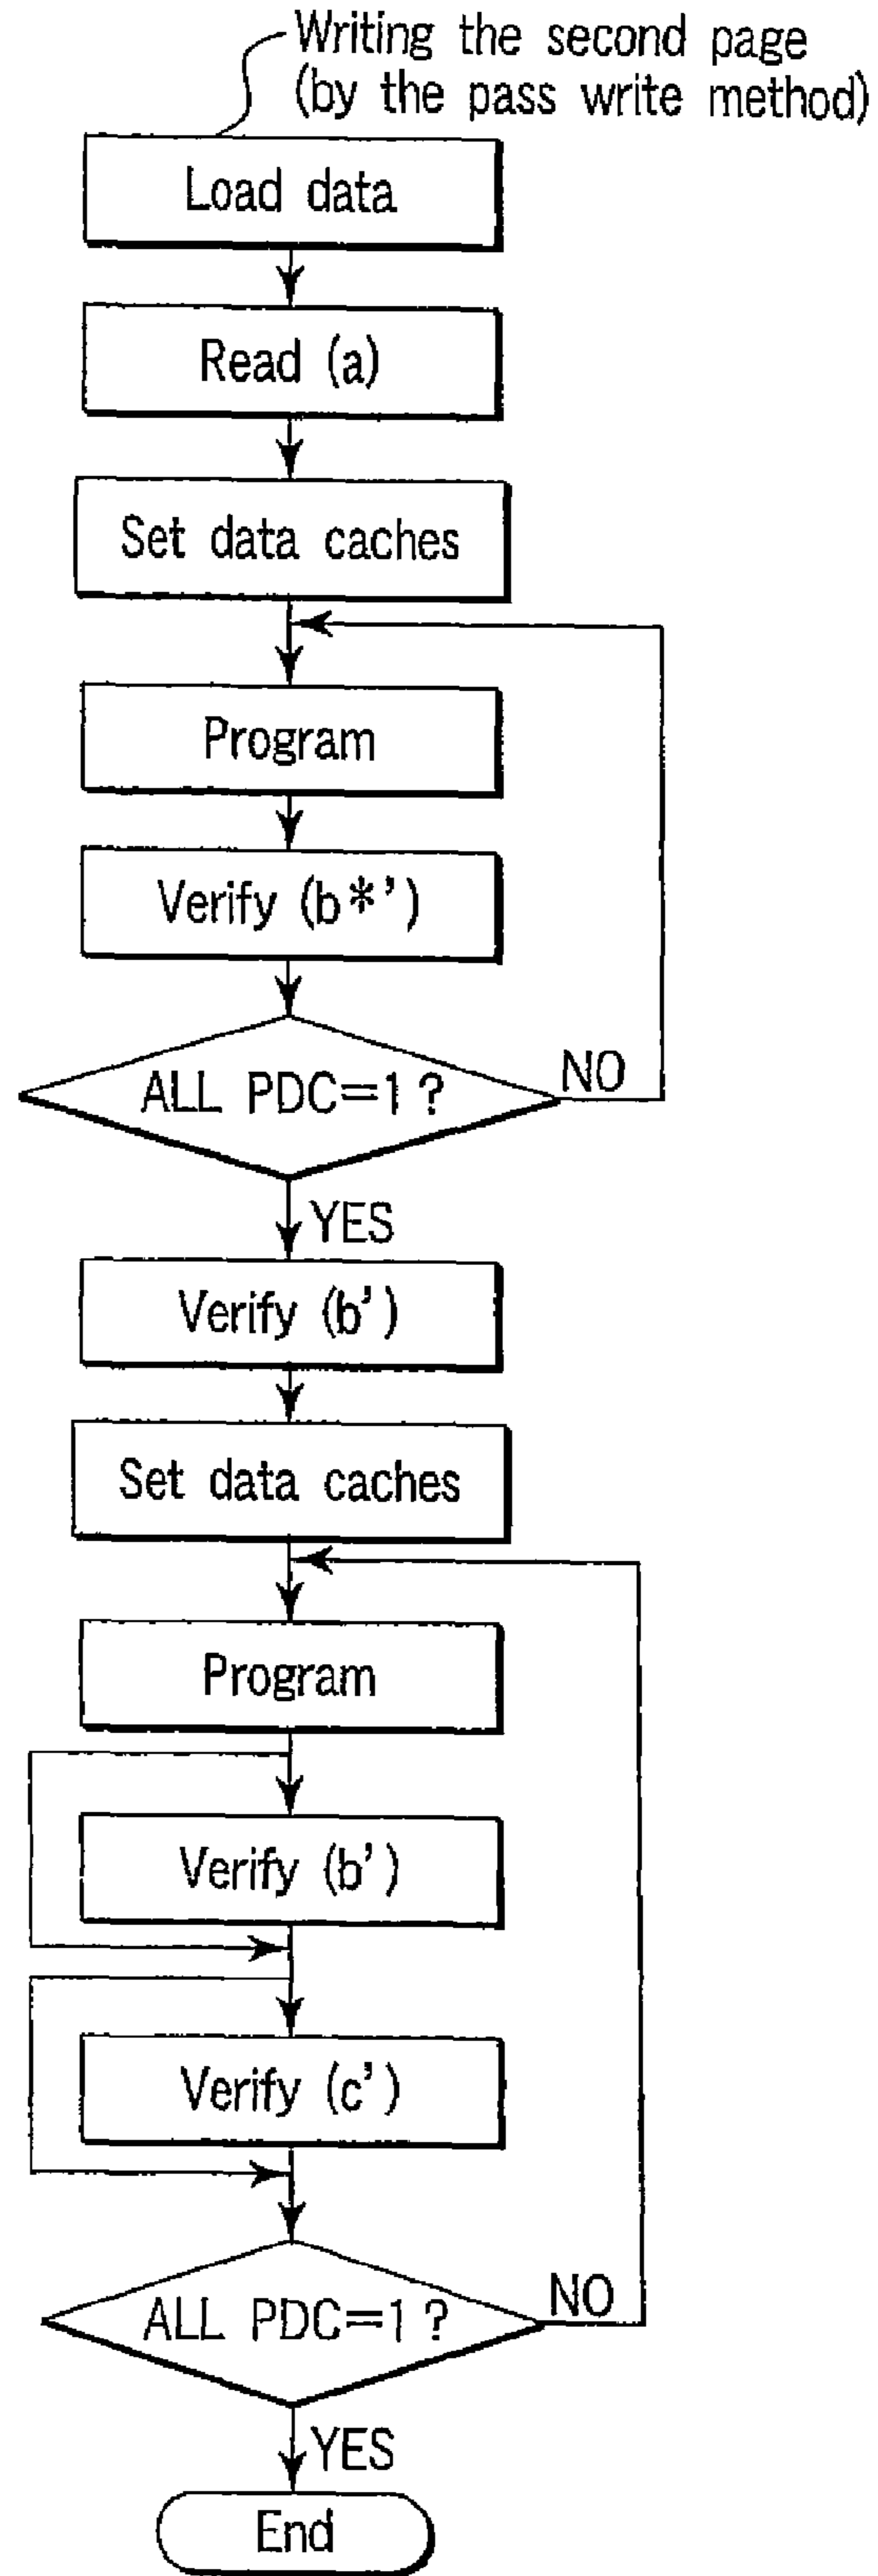 Writing the second page
(by the pass write method)
Load data
Read (a)
Set data caches
Program
Verify (b*')
ALL PDC=1?
NO
YES
Verify (b')
Set data caches
Program
Verify (b')
Verify (c')
ALL PDC=1?
NO
YES
End